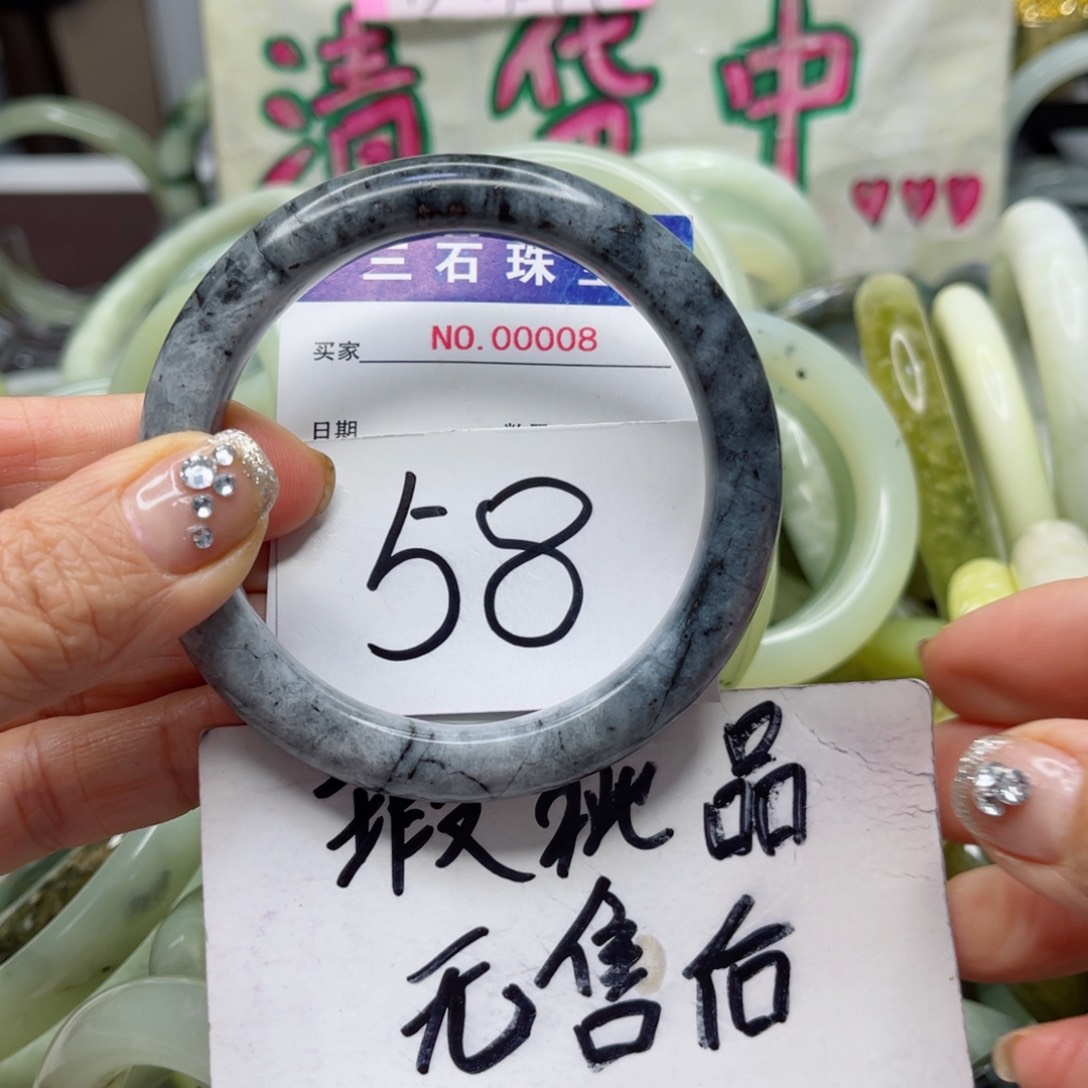 清货中
三石珠
NO.00008
买家
日期
58
瑕疵品
无售后